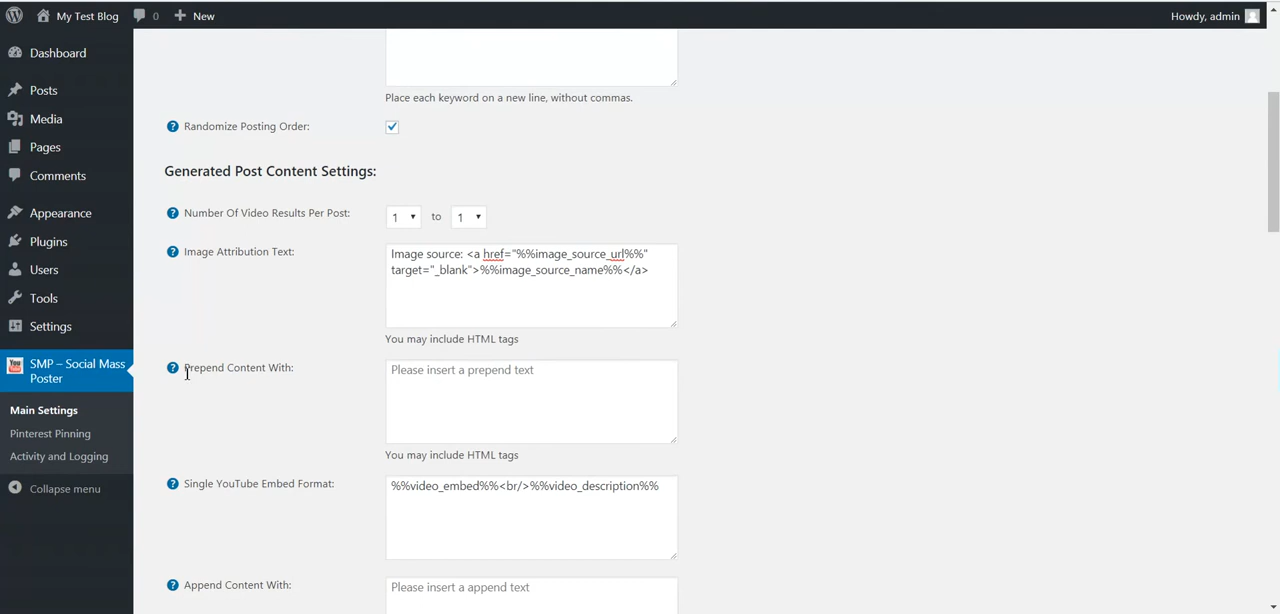 My Test Blog
0
New
Howdy, admin
Dashboard
Posts
Media
Pages
Comments
Appearance
Plugins
Users
Tools
Settings
You
SMP – Social Mass
Poster
Main Settings
Pinterest Pinning
Activity and Logging
Collapse menu
Place each keyword on a new line, without commas.
Randomize Posting Order:
Generated Post Content Settings:
Number Of Video Results Per Post:
1 to 1
Image Attribution Text:
Image source: <a href="%%image_source_url%%"
target="_blank">%%image_source_name%%</a>
You may include HTML tags
Prepend Content With:
Please insert a prepend text
You may include HTML tags
Single YouTube Embed Format:
%%video_embed%%<br/>%%video_description%%
Append Content With:
Please insert a append text